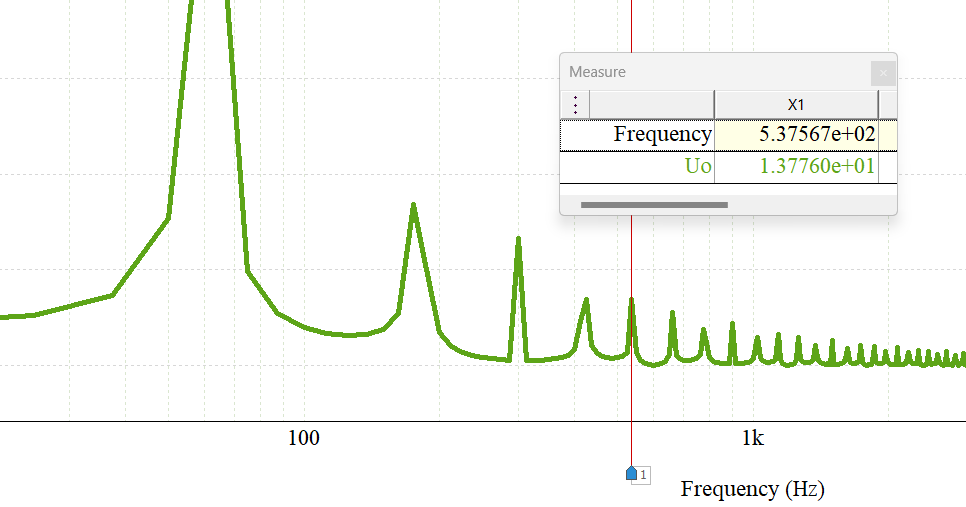 Measure
X1
Frequency 5.37567e+02
Uo 1.37760e+01
100 1k
1
Frequency (Hz)